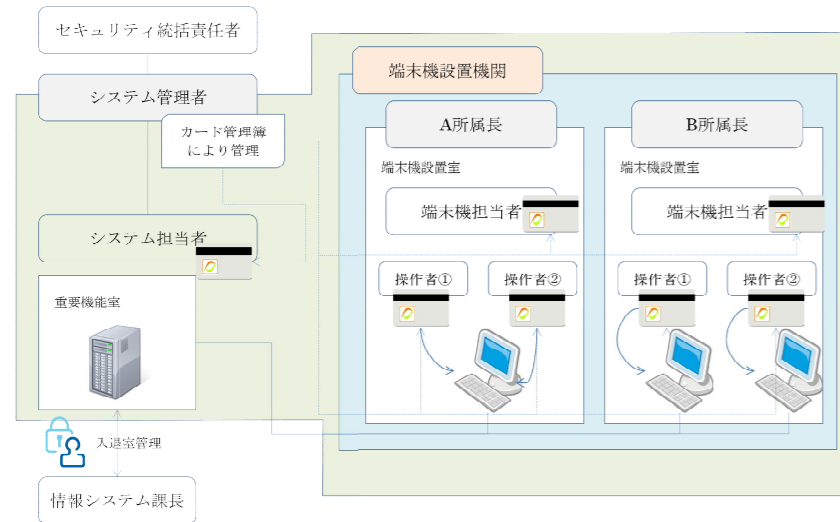 セキュリティ統括責任者
システム管理者
カード管理簿
により管理
システム担当者
重要機能室
入退室管理
情報システム課長
端末機設置機関
A所属長
端末機設置室
端末機担当者
操作者①
操作者②
B所属長
端末機設置室
端末機担当者
操作者①
操作者②